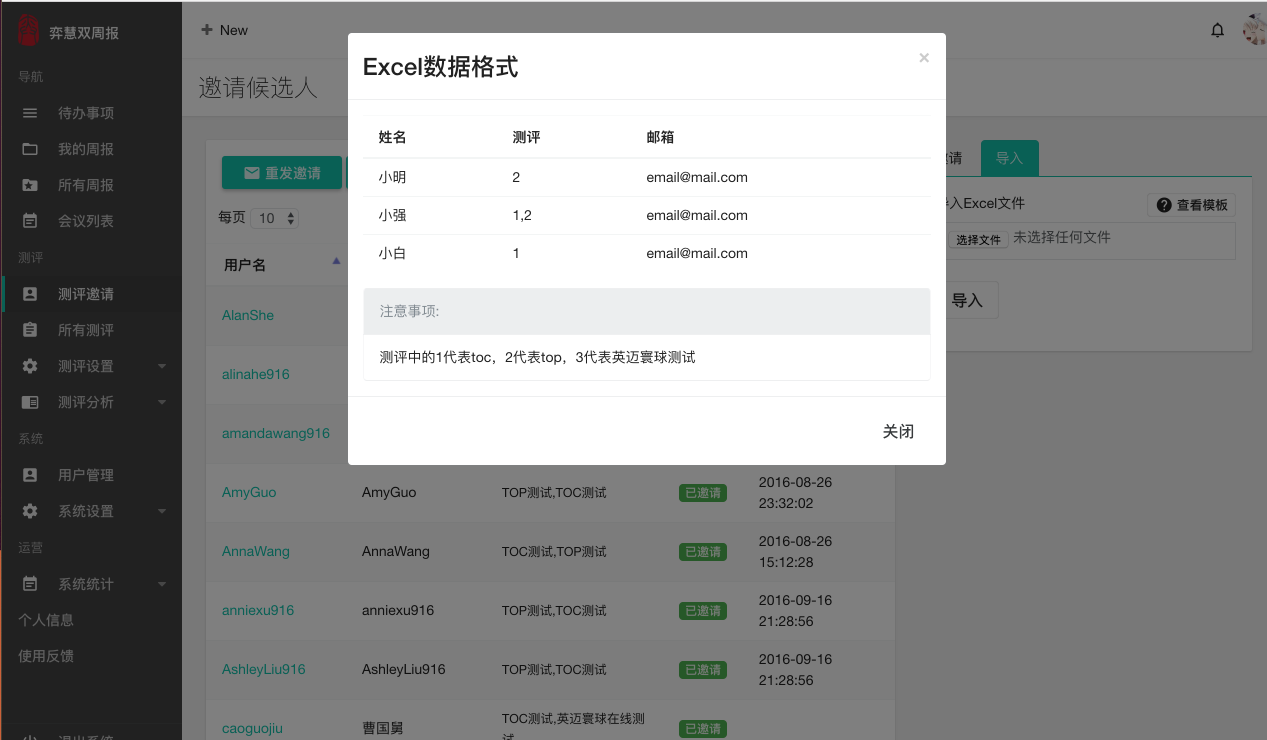 弈慧双周报
导航
待办事项
我的周报
所有周报
会议列表
测评
测评邀请
所有测评
测评设置
测评分析
系统
用户管理
系统设置
运营
系统统计
个人信息
使用反馈
退出系统
New
邀请候选人
重发邀请
每页 10
用户名
AlanShe
alinahe916
amandawang916
AmyGuo AmyGuo TOP测试,TOC测试 已邀请 2016-08-26
23:32:02
AnnaWang AnnaWang TOC测试,TOP测试 已邀请 2016-08-26
15:12:28
anniexu916 anniexu916 TOP测试,TOC测试 已邀请 2016-09-16
21:28:56
AshleyLiu916 AshleyLiu916 TOP测试,TOC测试 已邀请 2016-09-16
21:28:56
caoguojiu 曹国舅 TOC测试,英迈寰球在线测 已邀请
试
Excel数据格式
×
姓名 测评 邮箱
小明 2 email@mail.com
小强 1,2 email@mail.com
小白 1 email@mail.com
注意事项:
测评中的1代表toc，2代表top，3代表英迈寰球测试
关闭
请 导入
入Excel文件 查看模板
选择文件 未选择任何文件
导入